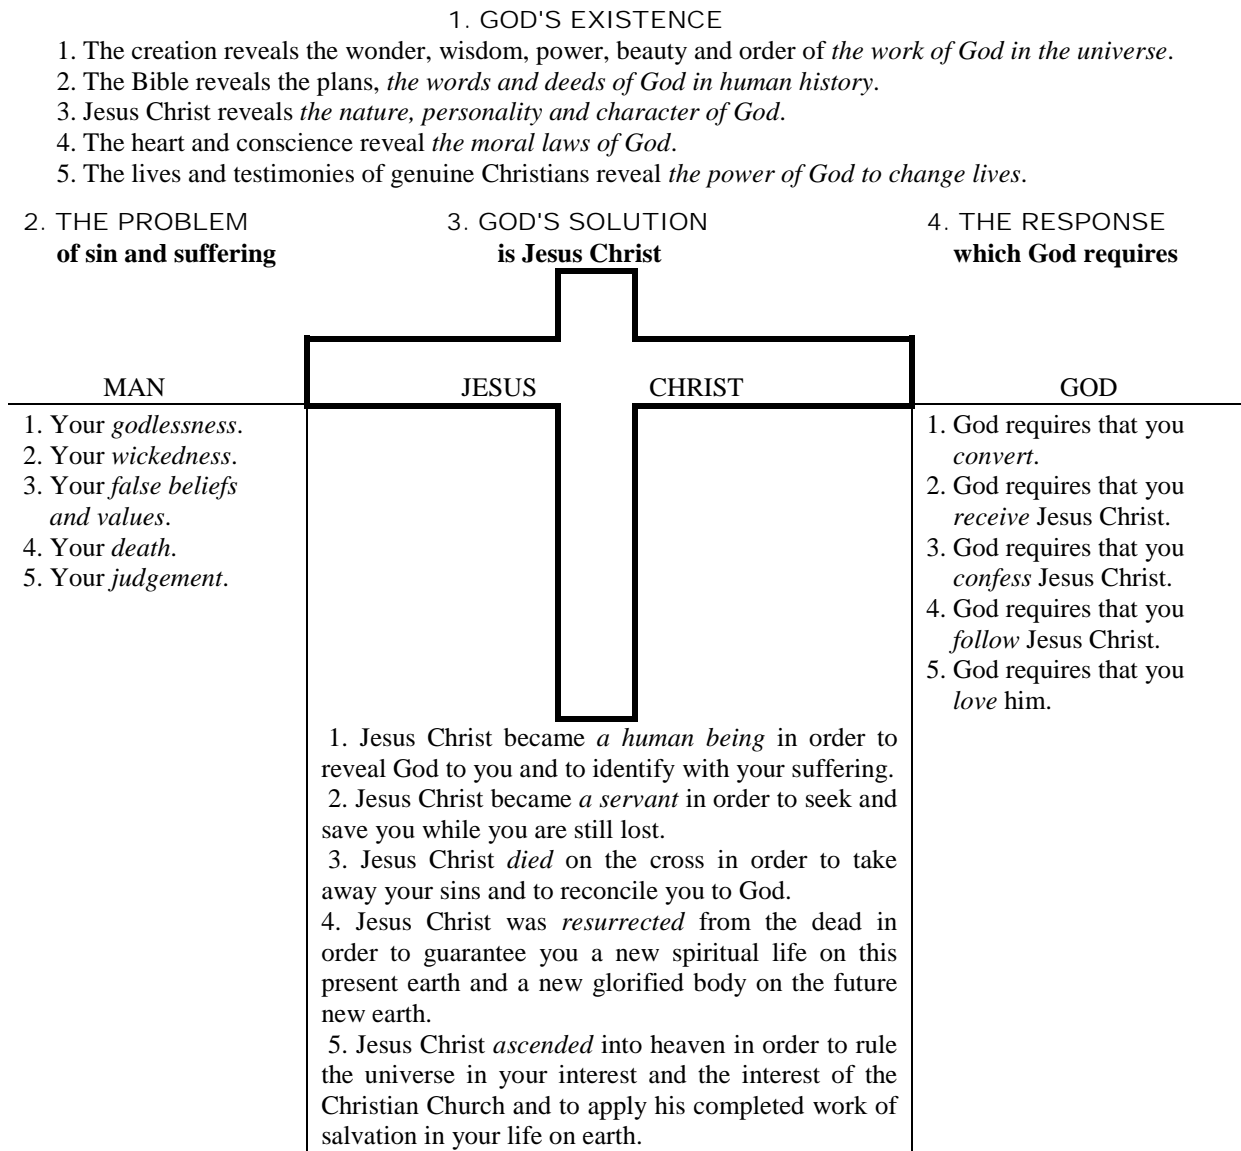 1. GOD'S EXISTENCE
1. The creation reveals the wonder, wisdom, power, beauty and order of the work of God in the universe.
2. The Bible reveals the plans, the words and deeds of God in human history.
3. Jesus Christ reveals the nature, personality and character of God.
4. The heart and conscience reveal the moral laws of God.
5. The lives and testimonies of genuine Christians reveal the power of God to change lives.
2. THE PROBLEM
of sin and suffering
3. GOD'S SOLUTION
is Jesus Christ
4. THE RESPONSE
which God requires
MAN
1. Your godlessness.
2. Your wickedness.
3. Your false beliefs
and values.
4. Your death.
5. Your judgement.
JESUS CHRIST
1. Jesus Christ became a human being in order to
reveal God to you and to identify with your suffering.
2. Jesus Christ became a servant in order to seek and
save you while you are still lost.
3. Jesus Christ died on the cross in order to take
away your sins and to reconcile you to God.
4. Jesus Christ was resurrected from the dead in
order to guarantee you a new spiritual life on this
present earth and a new glorified body on the future
new earth.
5. Jesus Christ ascended into heaven in order to rule
the universe in your interest and the interest of the
Christian Church and to apply his completed work of
salvation in your life on earth.
GOD
1. God requires that you
convert.
2. God requires that you
receive Jesus Christ.
3. God requires that you
confess Jesus Christ.
4. God requires that you
follow Jesus Christ.
5. God requires that you
love him.